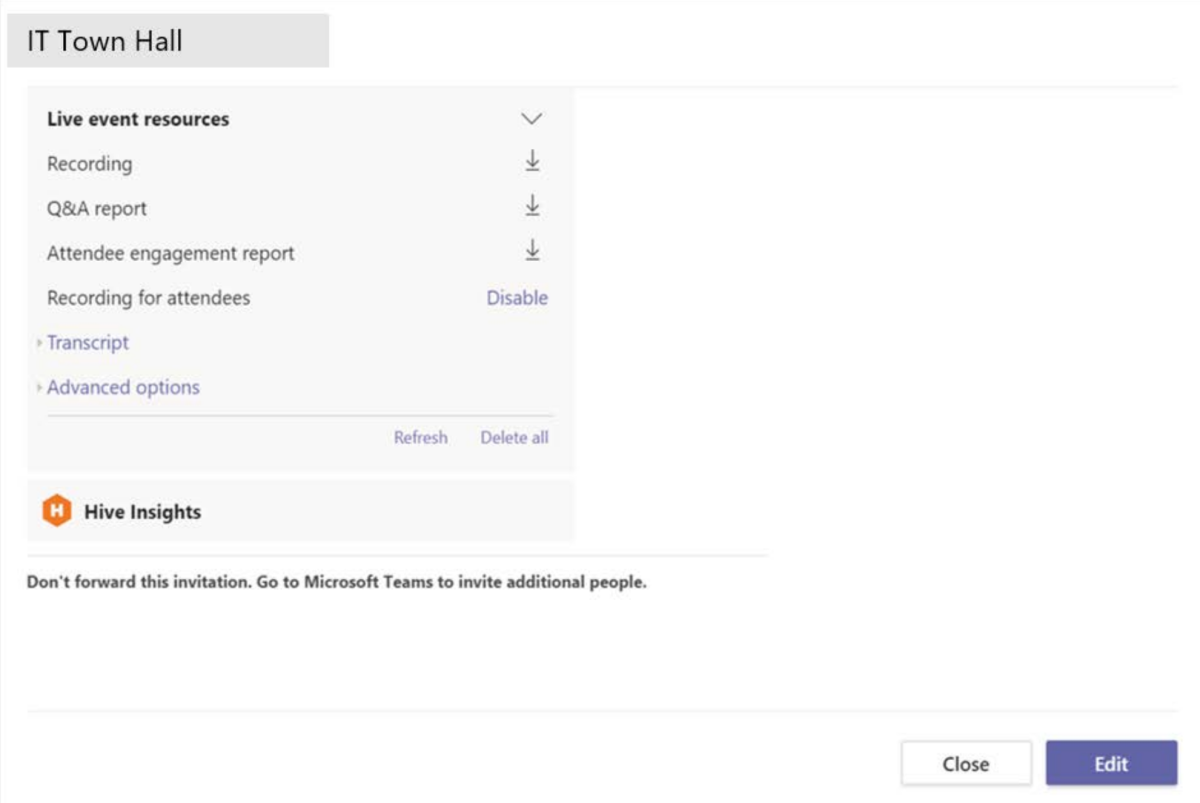 IT Town Hall
Live event resources
Recording
Q&A report
Attendee engagement report
Recording for attendees Disable
Transcript
Advanced options
Refresh Delete all
H Hive Insights
Don't forward this invitation. Go to Microsoft Teams to invite additional people.
Close Edit